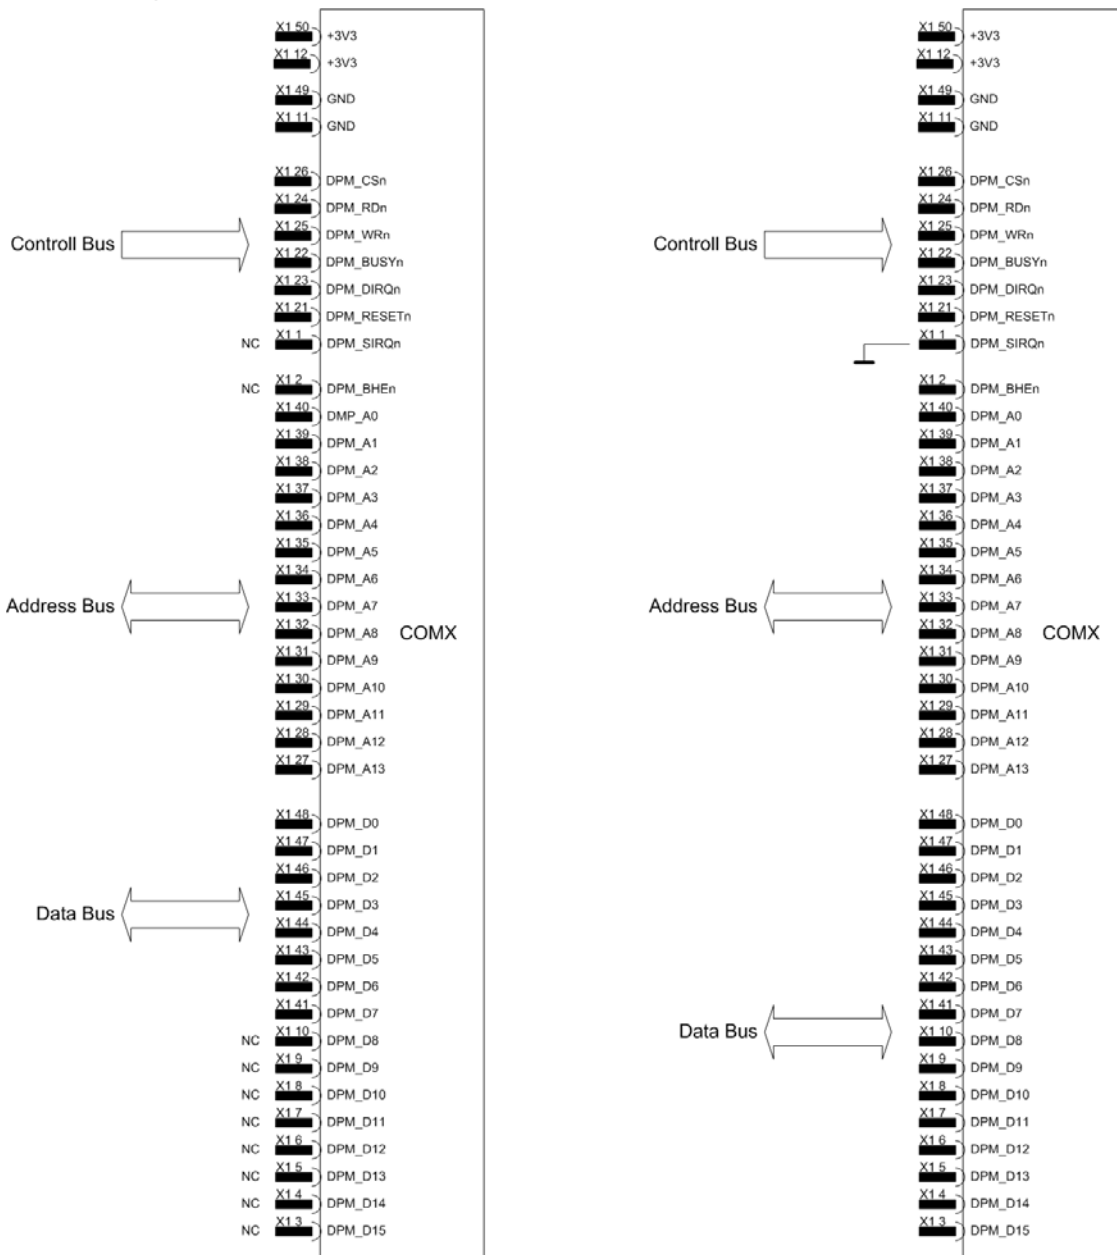 X1 50 +3V3
X1 12 +3V3
X1 49 GND
X1 11 GND
X1 26 DPM_CSn
X1 24 DPM_RDn
Controll Bus X1 25 DPM_WRn
X1 22 DPM_BUSYn
X1 23 DPM_DIRQn
X1 21 DPM_RESETn
NC X1 1 DPM_SIRQn
NC X1 2 DPM_BHEn
X1 40 DMP_A0
X1 39 DPM_A1
X1 38 DPM_A2
X1 37 DPM_A3
X1 36 DPM_A4
X1 35 DPM_A5
X1 34 DPM_A6
Address Bus X1 33 DPM_A7
X1 32 DPM_A8 COMX
X1 31 DPM_A9
X1 30 DPM_A10
X1 29 DPM_A11
X1 28 DPM_A12
X1 27 DPM_A13
X1 48 DPM_D0
X1 47 DPM_D1
X1 46 DPM_D2
X1 45 DPM_D3
Data Bus X1 44 DPM_D4
X1 43 DPM_D5
X1 42 DPM_D6
X1 41 DPM_D7
NC X1 10 DPM_D8
NC X1 9 DPM_D9
NC X1 8 DPM_D10
NC X1 7 DPM_D11
NC X1 6 DPM_D12
NC X1 5 DPM_D13
NC X1 4 DPM_D14
NC X1 3 DPM_D15
X1 50 +3V3
X1 12 +3V3
X1 49 GND
X1 11 GND
X1 26 DPM_CSn
X1 24 DPM_RDn
Controll Bus X1 25 DPM_WRn
X1 22 DPM_BUSYn
X1 23 DPM_DIRQn
X1 21 DPM_RESETn
X1 1 DPM_SIRQn
X1 2 DPM_BHEn
X1 40 DPM_A0
X1 39 DPM_A1
X1 38 DPM_A2
X1 37 DPM_A3
X1 36 DPM_A4
X1 35 DPM_A5
X1 34 DPM_A6
Address Bus X1 33 DPM_A7
X1 32 DPM_A8 COMX
X1 31 DPM_A9
X1 30 DPM_A10
X1 29 DPM_A11
X1 28 DPM_A12
X1 27 DPM_A13
X1 48 DPM_D0
X1 47 DPM_D1
X1 46 DPM_D2
X1 45 DPM_D3
X1 44 DPM_D4
X1 43 DPM_D5
X1 42 DPM_D6
X1 41 DPM_D7
Data Bus X1 10 DPM_D8
X1 9 DPM_D9
X1 8 DPM_D10
X1 7 DPM_D11
X1 6 DPM_D12
X1 5 DPM_D13
X1 4 DPM_D14
X1 3 DPM_D15